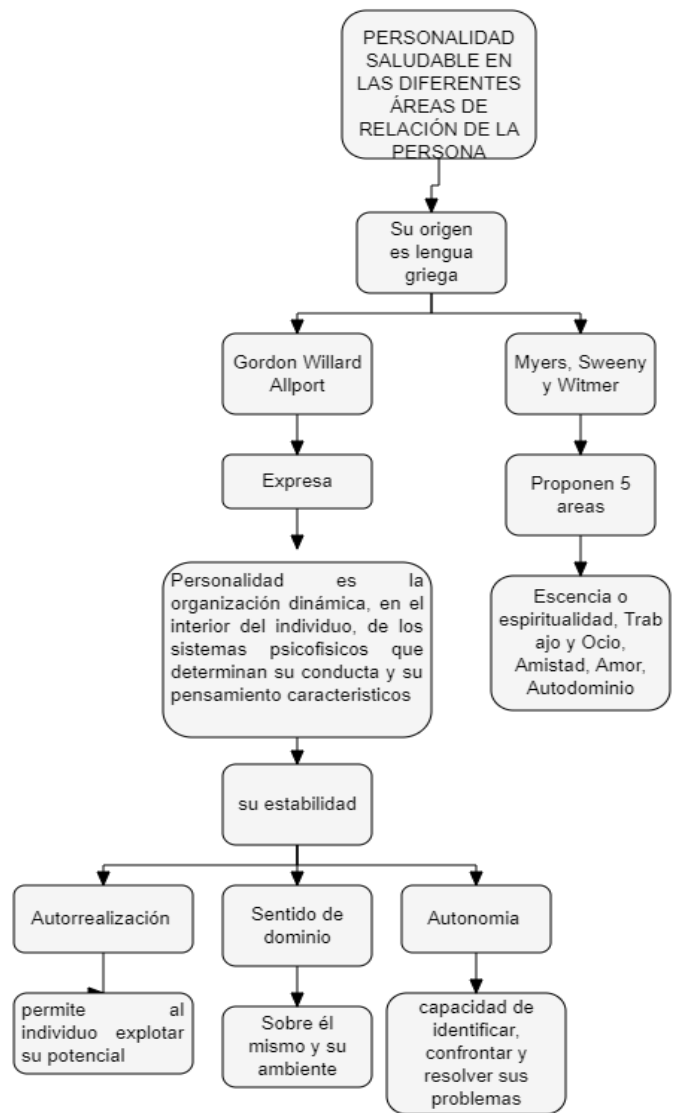 PERSONALIDAD
SALUDABLE EN
LAS DIFERENTES
ÁREAS DE
RELACIÓN DE LA
PERSONA
Su origen
es lengua
griega
Gordon Willard
Allport
Myers, Sweeny
y Witmer
Expresa
Proponen 5
areas
Personalidad es la
organización dinámica, en el
interior del individuo, de los
sistemas psicofisicos que
determinan su conducta y su
pensamiento caracteristicos
Escencia o
espiritualidad, Trab
ajo y Ocio,
Amistad, Amor,
Autodominio
su estabilidad
Autorrealización
Sentido de
dominio
Autonomia
permite al
individuo explotar
su potencial
Sobre él
mismo y su
ambiente
capacidad de
identificar,
confrontar y
resolver sus
problemas